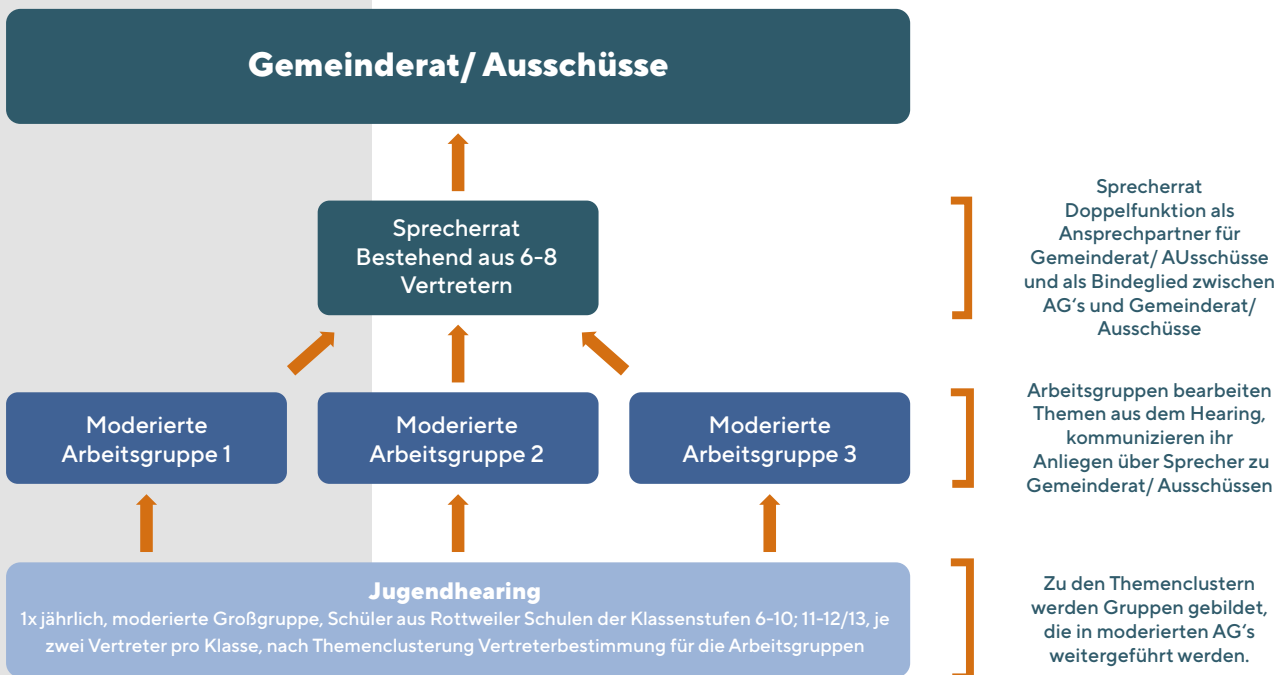 Gemeinderat/ Ausschüsse
Sprecherrat
Bestehend aus 6-8
Vertretern
Sprecherrat
Doppelfunktion als
Ansprechpartner für
Gemeinderat/ AUsschüsse
und als Bindeglied zwischen
AG's und Gemeinderat/
Ausschüsse
Moderierte
Arbeitsgruppe 1
Moderierte
Arbeitsgruppe 2
Moderierte
Arbeitsgruppe 3
Arbeitsgruppen bearbeiten
Themen aus dem Hearing,
kommunizieren ihr
Anliegen über Sprecher zu
Gemeinderat/ Ausschüssen
Jugendhearing
1x jährlich, moderierte Großgruppe, Schüler aus Rottweiler Schulen der Klassenstufen 6-10; 11-12/13, je
zwei Vertreter pro Klasse, nach Themenclusterung Vertreterbestimmung für die Arbeitsgruppen
Zu den Themenclustern
werden Gruppen gebildet,
die in moderierten AG's
weitergeführt werden.